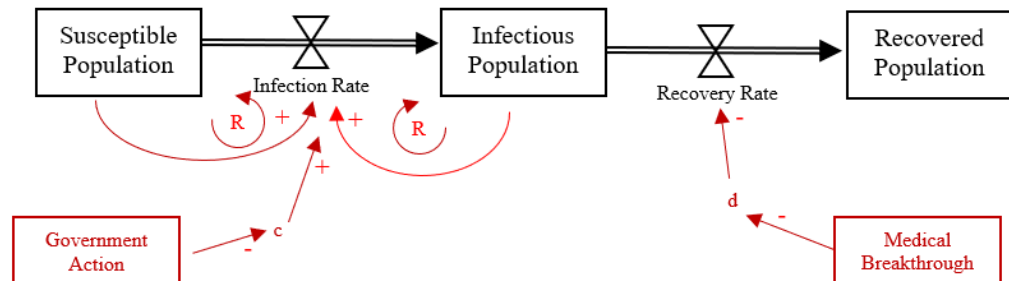 Susceptible
Population
Infectious
Population
Recovered
Population
Infection Rate
Recovery Rate
R
+
+
R
-
+
c
d
-
-
Government
Action
Medical
Breakthrough